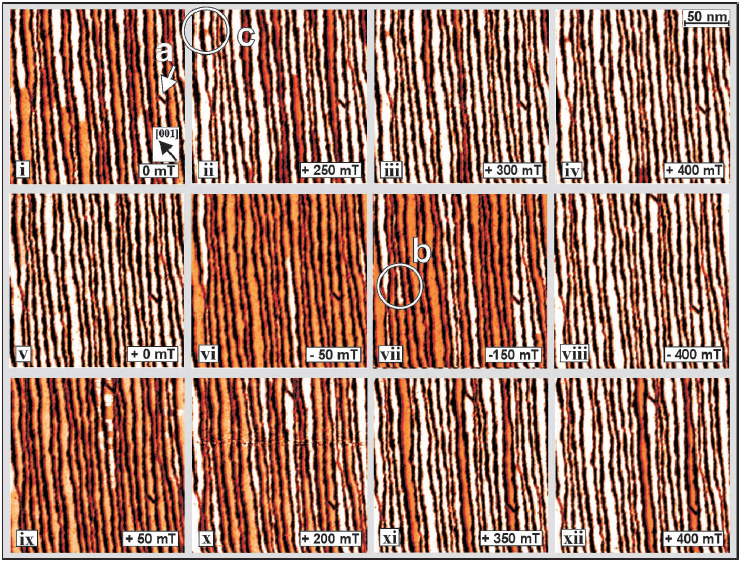 a
[001]
i
0 mT
c
ii
+ 250 mT
iii
+ 300 mT
50 nm
iv
+ 400 mT
v
+ 0 mT
vi
- 50 mT
b
vii
-150 mT
viii
- 400 mT
ix
+ 50 mT
x
+ 200 mT
xi
+ 350 mT
xii
+ 400 mT